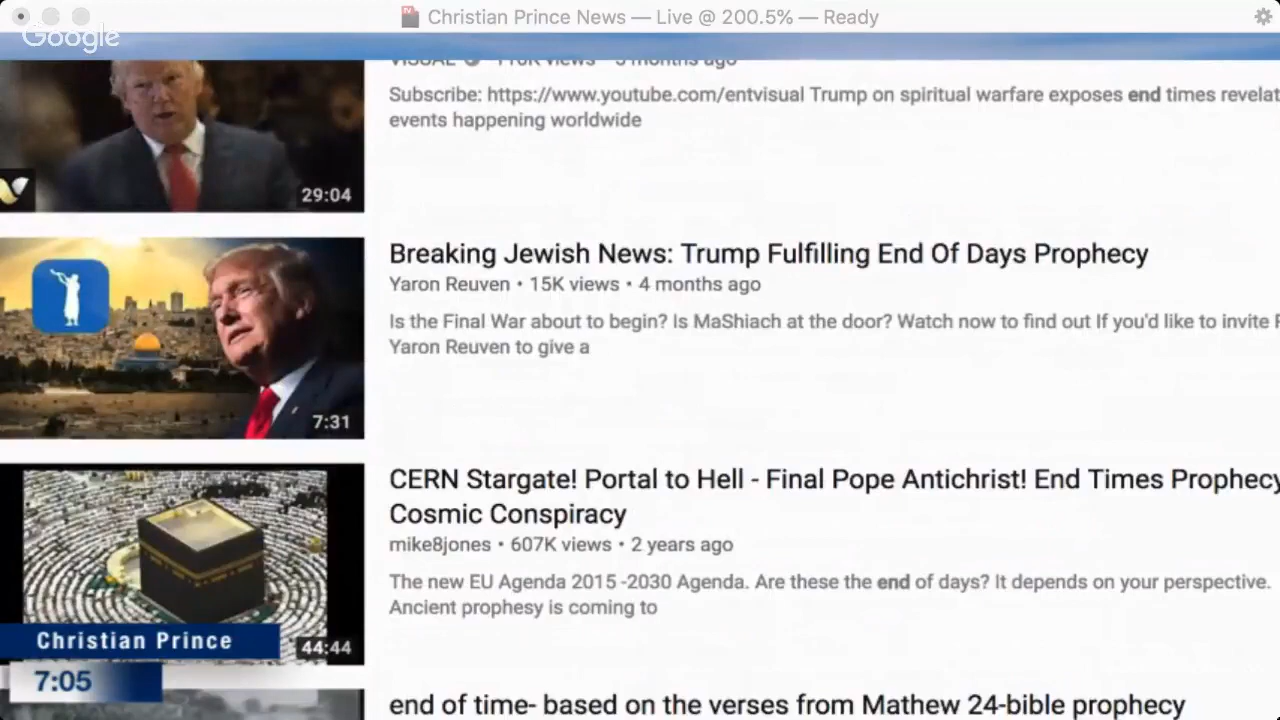 Christian Prince News — Live @ 200.5% — Ready
Google
VISUAL 110K views • 3 months ago
Subscribe: https://www.youtube.com/entvisual Trump on spiritual warfare exposes end times revelat
events happening worldwide
29:04
Breaking Jewish News: Trump Fulfilling End Of Days Prophecy
Yaron Reuven • 15K views • 4 months ago
Is the Final War about to begin? Is MaShiach at the door? Watch now to find out If you'd like to invite R
Yaron Reuven to give a
7:31
CERN Stargate! Portal to Hell - Final Pope Antichrist! End Times Prophecy
Cosmic Conspiracy
mike8jones • 607K views • 2 years ago
The new EU Agenda 2015 -2030 Agenda. Are these the end of days? It depends on your perspective.
Ancient prophesy is coming to
Christian Prince
44:44
7:05
end of time- based on the verses from Mathew 24-bible prophecy